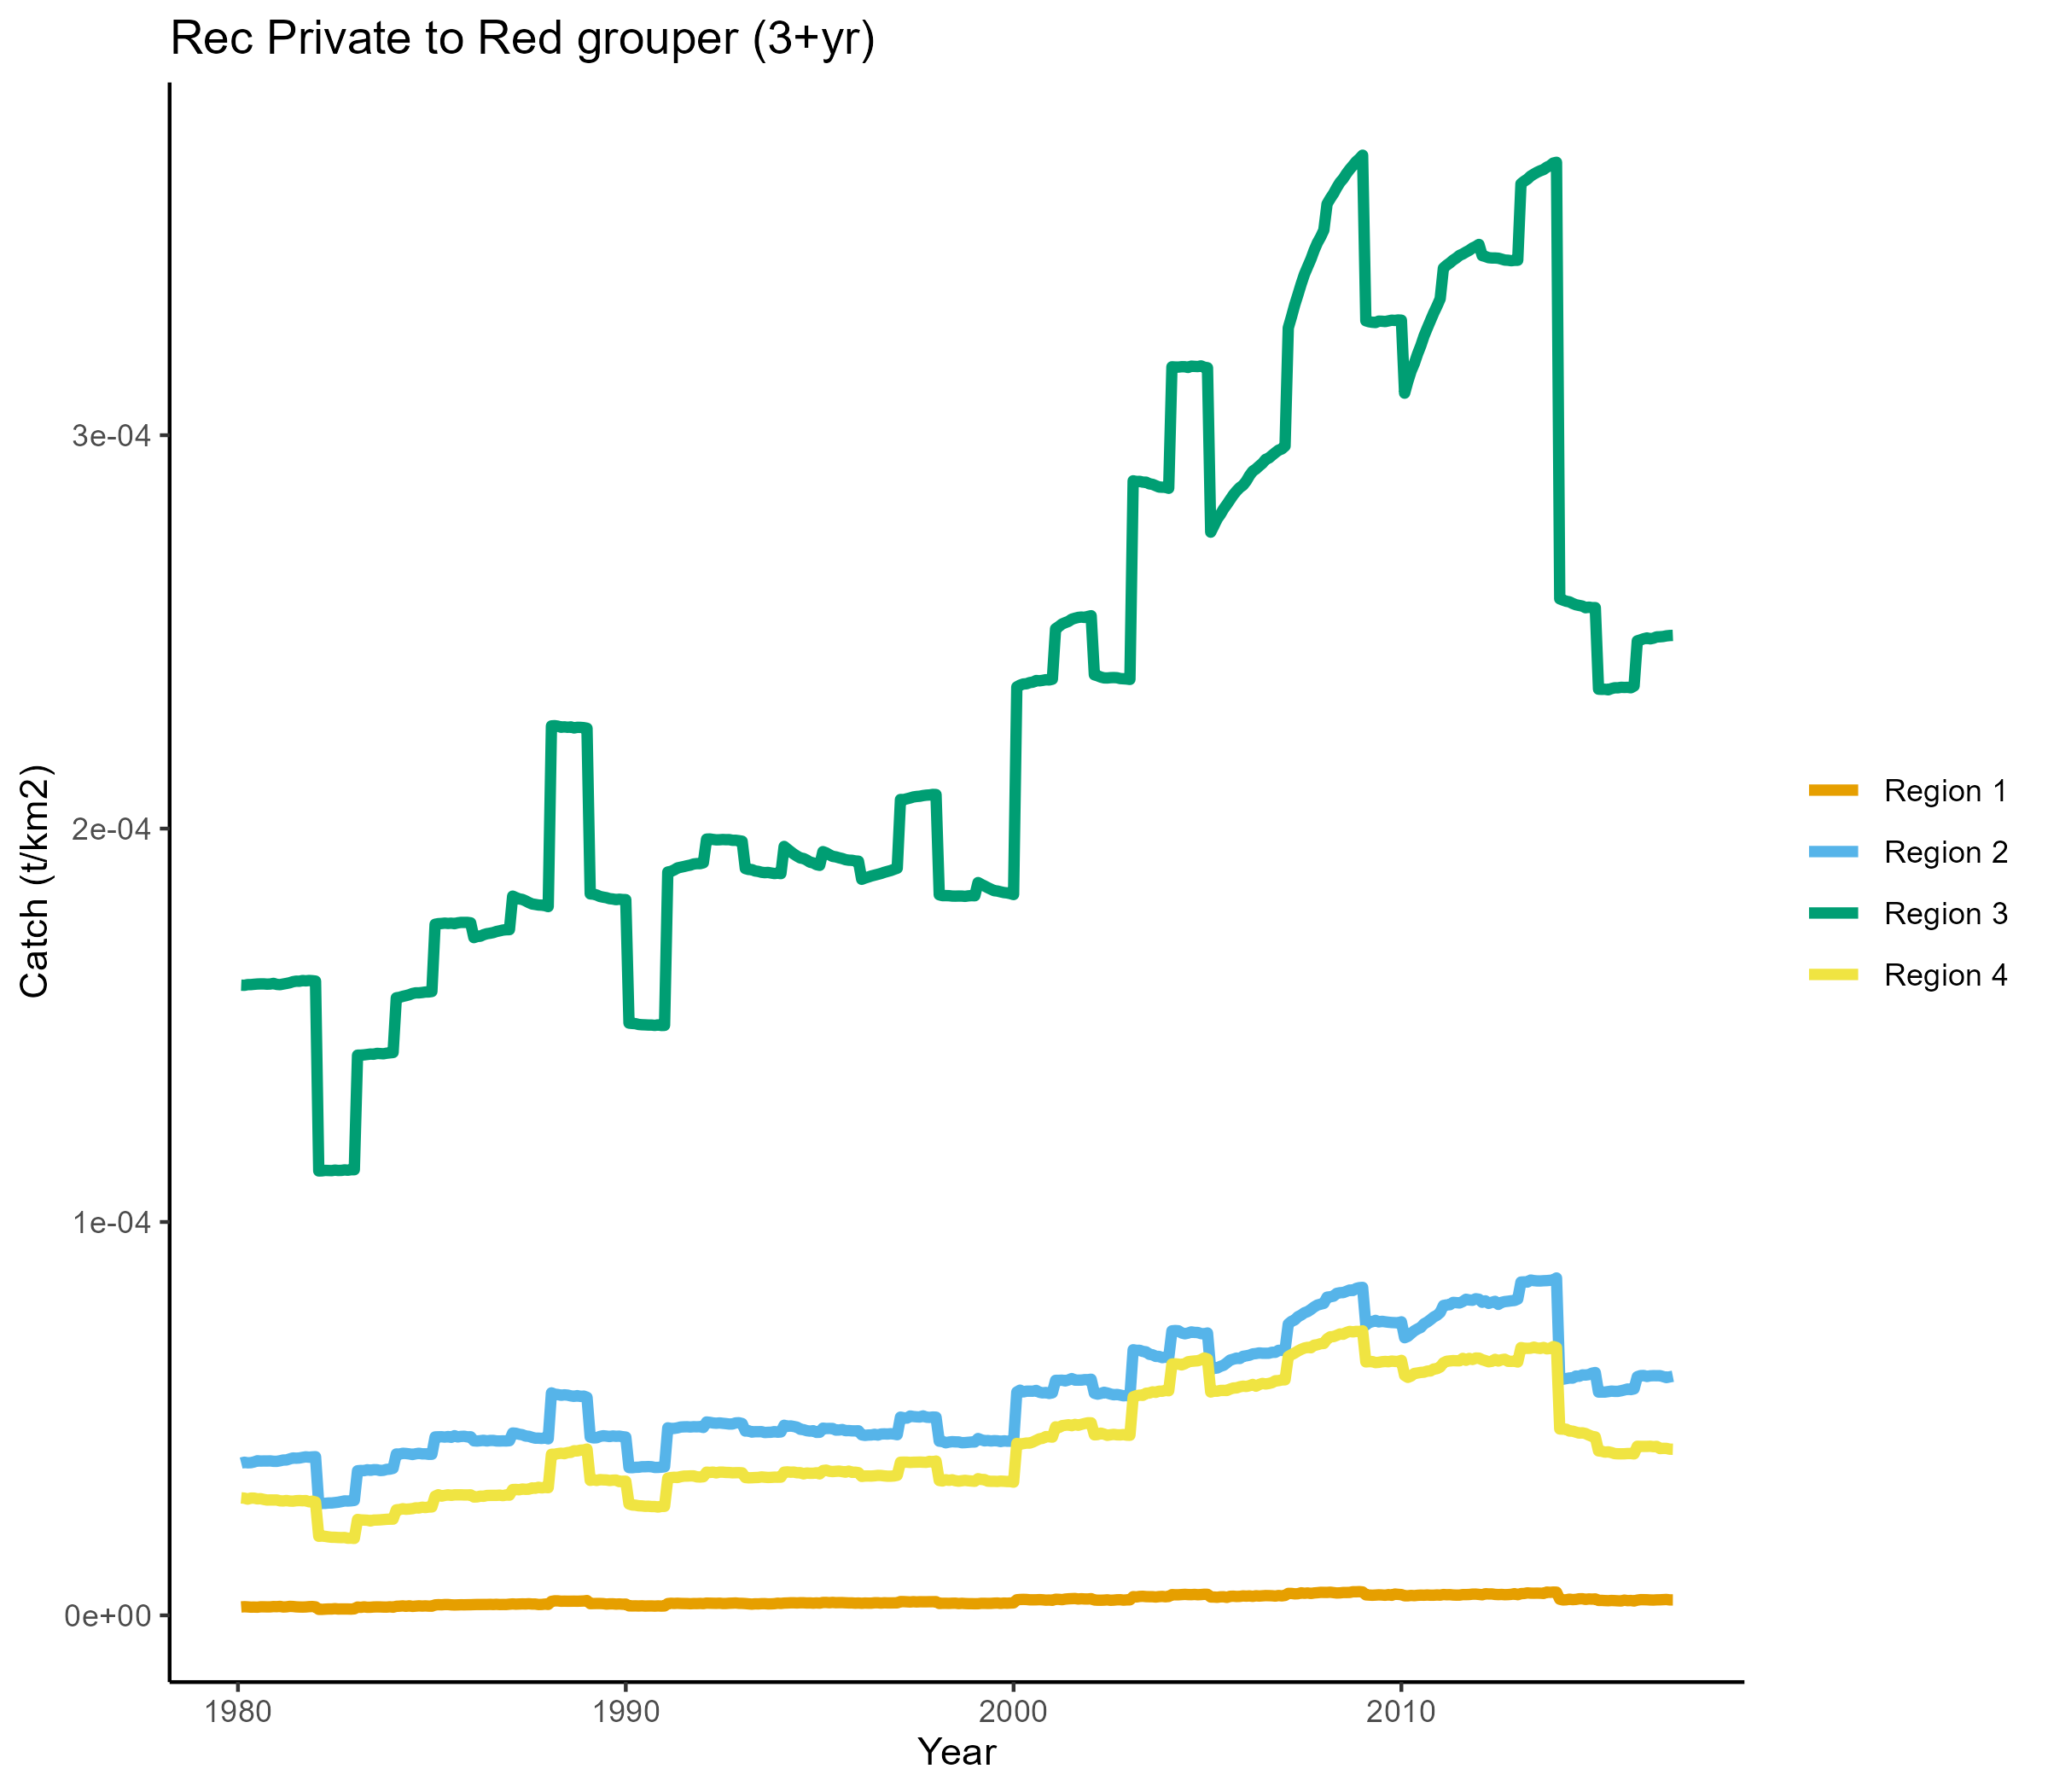 Rec Private to Red grouper (3+yr)
Catch (t/km2)
3e-04
2e-04
1e-04
0e+00
1980
1990
2000
2010
Year
Region 1
Region 2
Region 3
Region 4